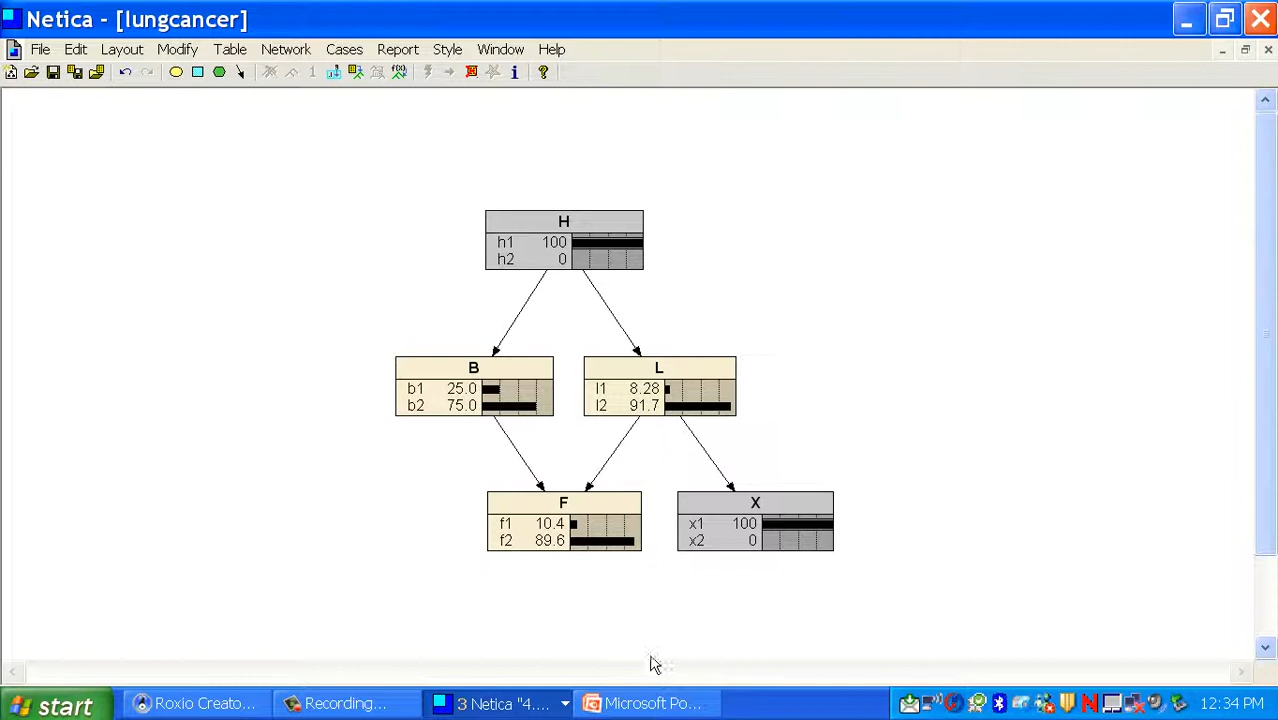 Netica - [lungcancer]
File Edit Layout Modify Table Network Cases Report Style Window Help
H
h1 100
h2 0
B
b1 25.0
b2 75.0
L
l1 8.28
l2 91.7
F
f1 10.4
f2 89.6
X
x1 100
x2 0
start Roxio Creato... Recording.... 3 Netica "4.... Microsoft Po... 12:34 PM